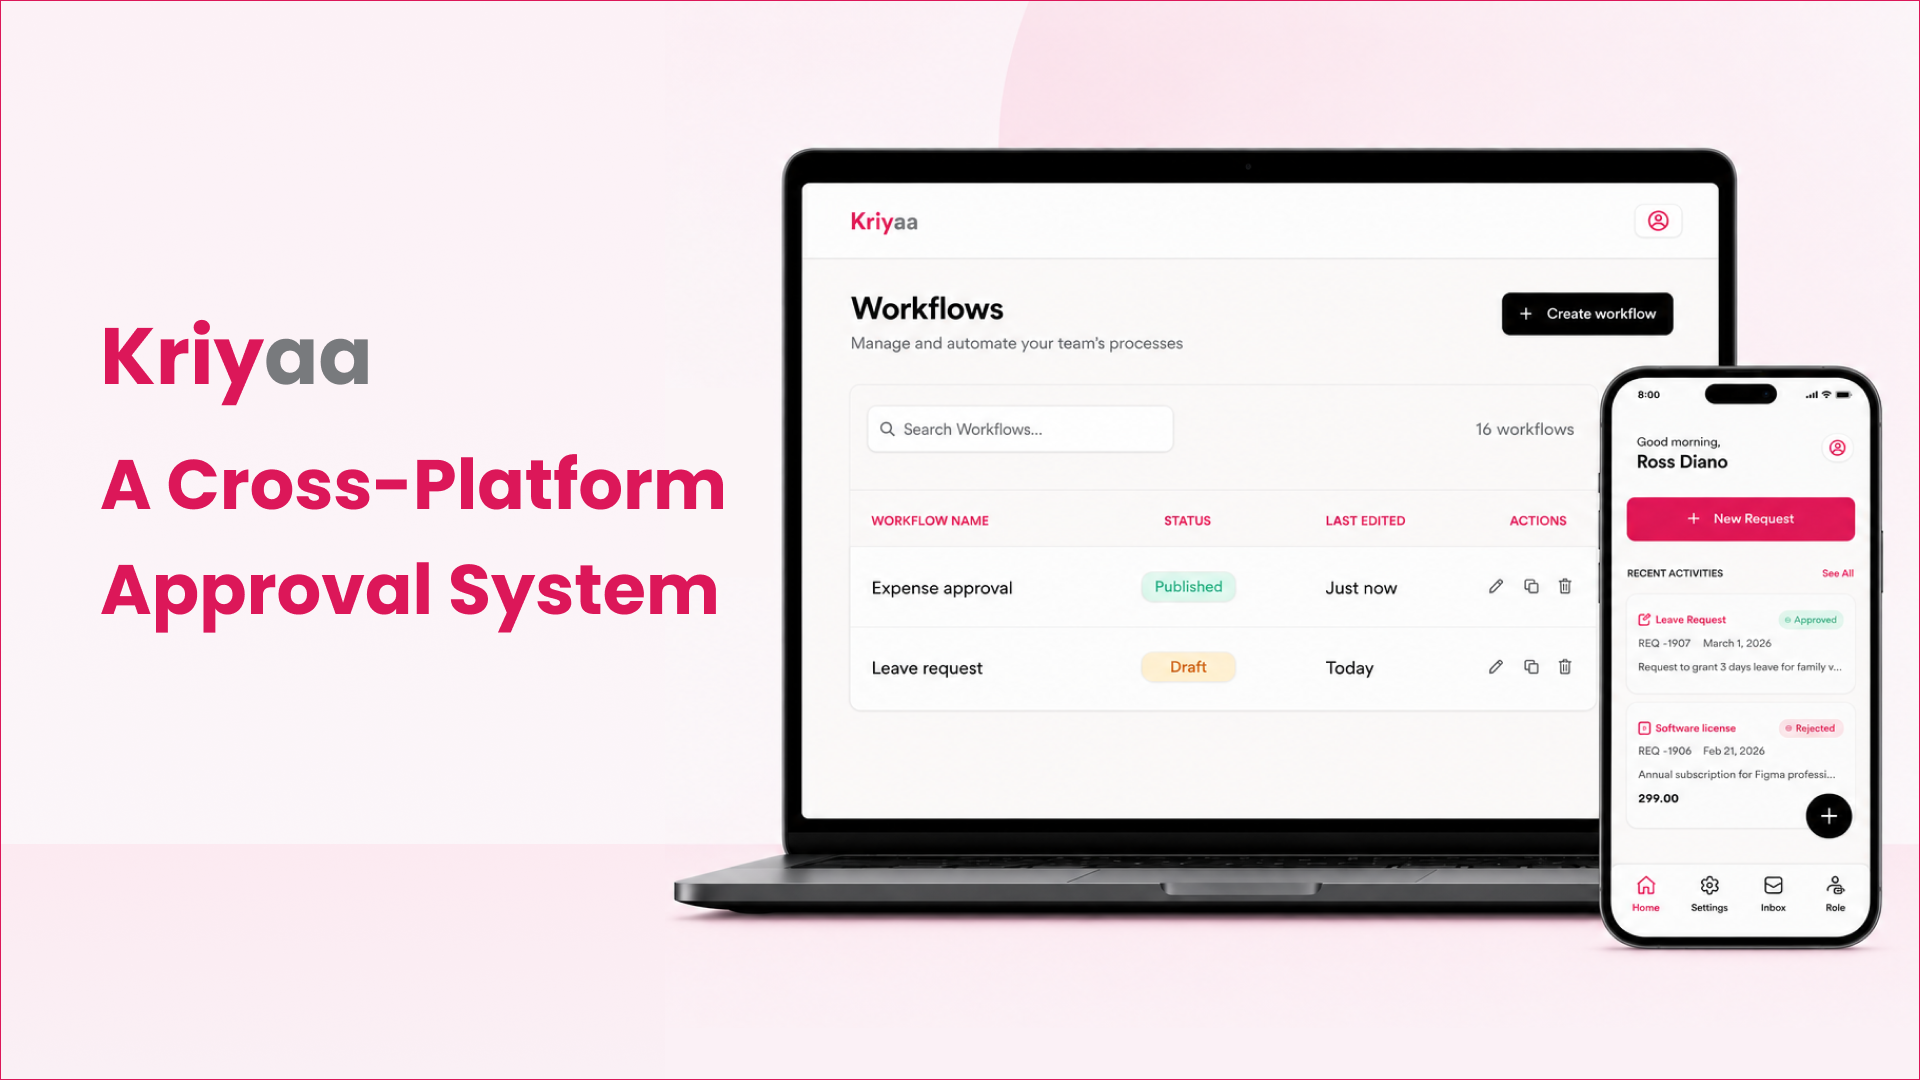 Kriyaa
A Cross-Platform
Approval System
Kriyaa
Workflows
Manage and automate your team's processes
+ Create workflow
Search Workflows...
16 workflows
WORKFLOW NAME STATUS LAST EDITED ACTIONS
Expense approval Published Just now
Leave request Draft Today
8:00
Good morning,
Ross Diano
+ New Request
RECENT ACTIVITIES See All
Leave Request Approved
REQ -1907 March 1, 2026
Request to grant 3 days leave for family v...
Software license Rejected
REQ -1906 Feb 21, 2026
Annual subscription for Figma professi...
299.00
+
Home Settings Inbox Role